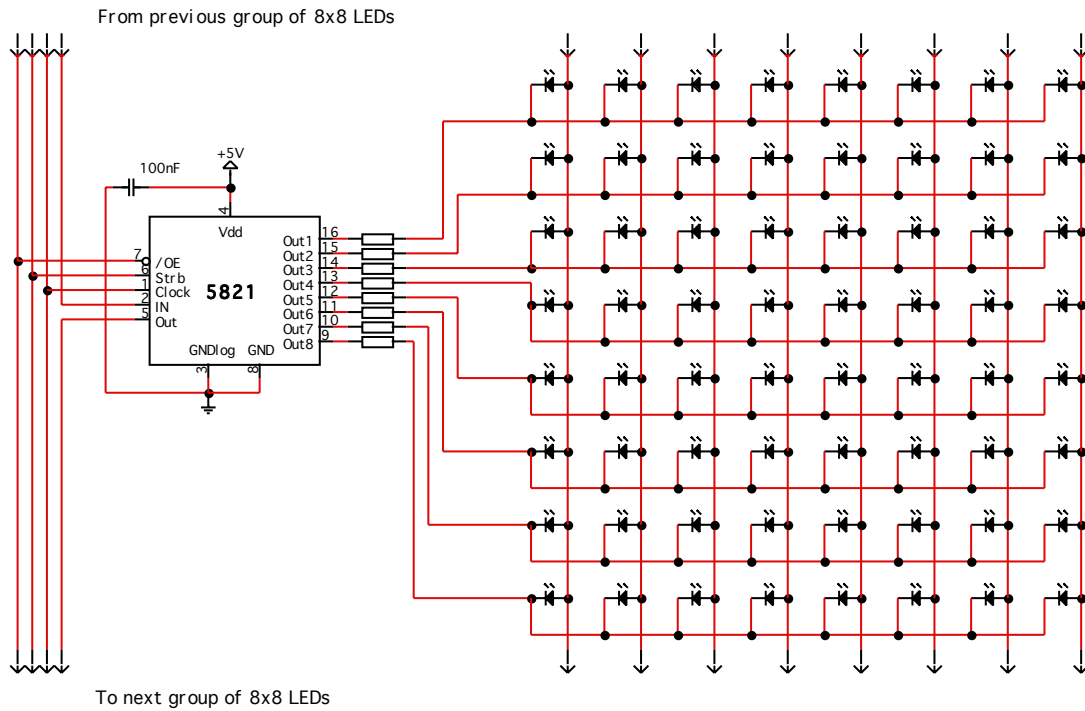 From previous group of 8x8 LEDs
+5V
100nF
4
Vdd
7
/OE
6
Strb
1
Clock
2
IN
5
Out
5821
Out1
16
Out2
15
Out3
14
Out4
13
Out5
12
Out6
11
Out7
10
Out8
9
GNDlog
GND
3
8
To next group of 8x8 LEDs